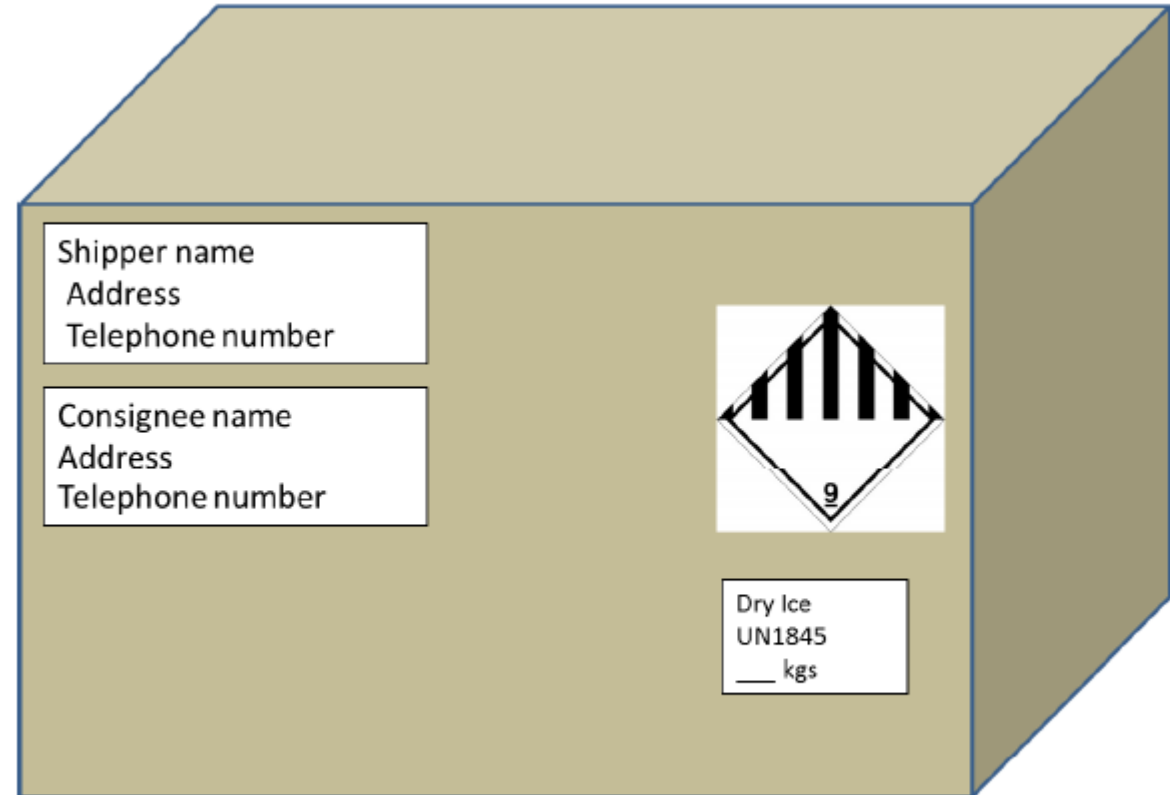 Shipper name
Address
Telephone number
Consignee name
Address
Telephone number
9
Dry Ice
UN1845
___ kgs